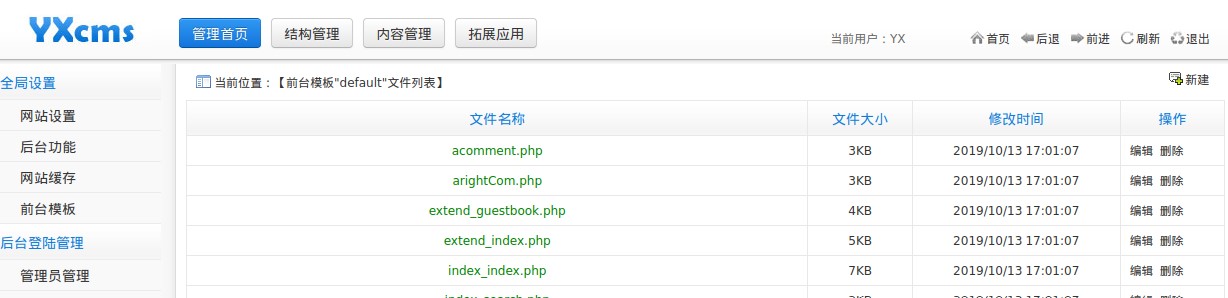 YXcms 管理首页 结构管理 内容管理 拓展应用 当前用户：YX 首页 后退 前进 刷新 退出
全局设置
网站设置
后台功能
网站缓存
前台模板
后台登陆管理
管理员管理
当前位置：【前台模板"default"文件列表】 新建
文件名称 文件大小 修改时间 操作
acomment.php 3KB 2019/10/13 17:01:07 编辑 删除
arightCom.php 3KB 2019/10/13 17:01:07 编辑 删除
extend_guestbook.php 4KB 2019/10/13 17:01:07 编辑 删除
extend_index.php 5KB 2019/10/13 17:01:07 编辑 删除
index_index.php 7KB 2019/10/13 17:01:07 编辑 删除